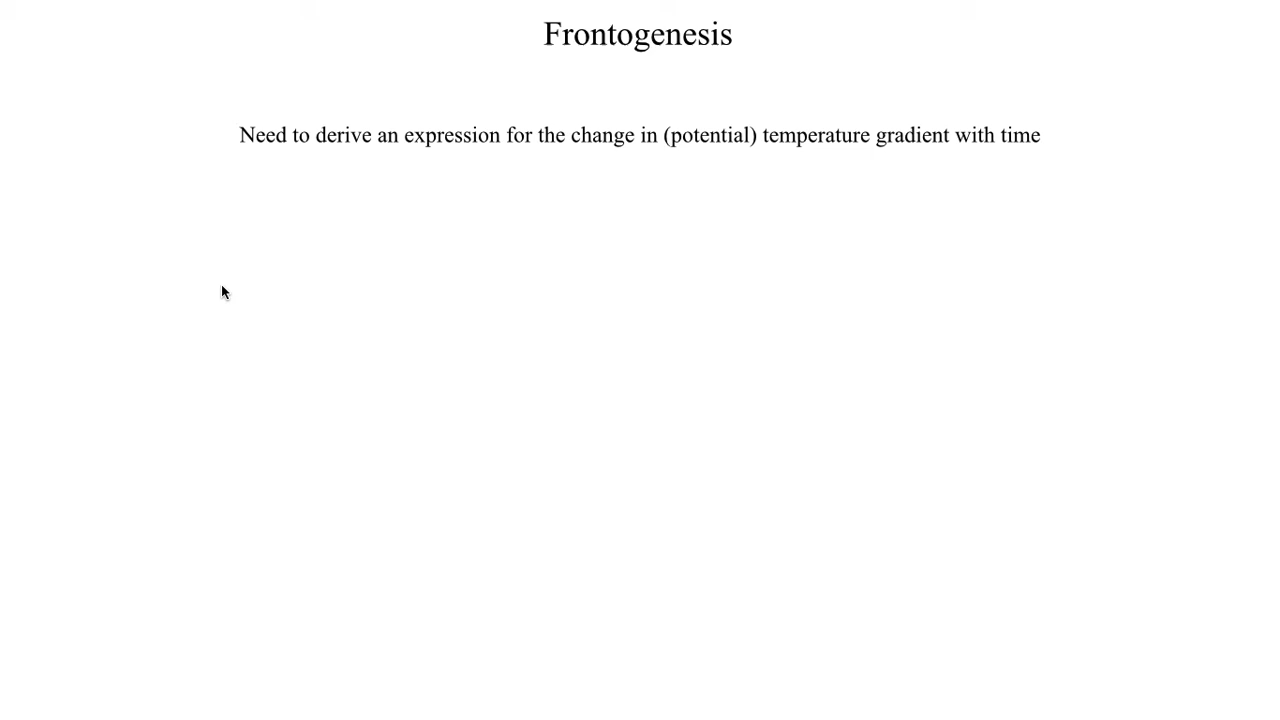 Frontogenesis
Need to derive an expression for the change in (potential) temperature gradient with time